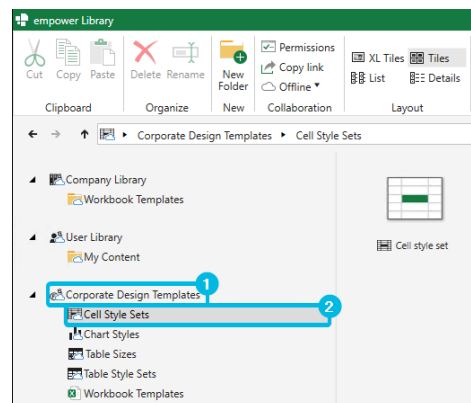 empower Library
Cut Copy Paste Delete Rename New Folder Permissions Copy link Offline XL Tiles Tiles List Details
Clipboard Organize New Collaboration Layout
Corporate Design Templates Cell Style Sets
Company Library
Workbook Templates
User Library
My Content
Corporate Design Templates 1
Cell Style Sets 2
Chart Styles
Table Sizes
Table Style Sets
Workbook Templates
Cell style set